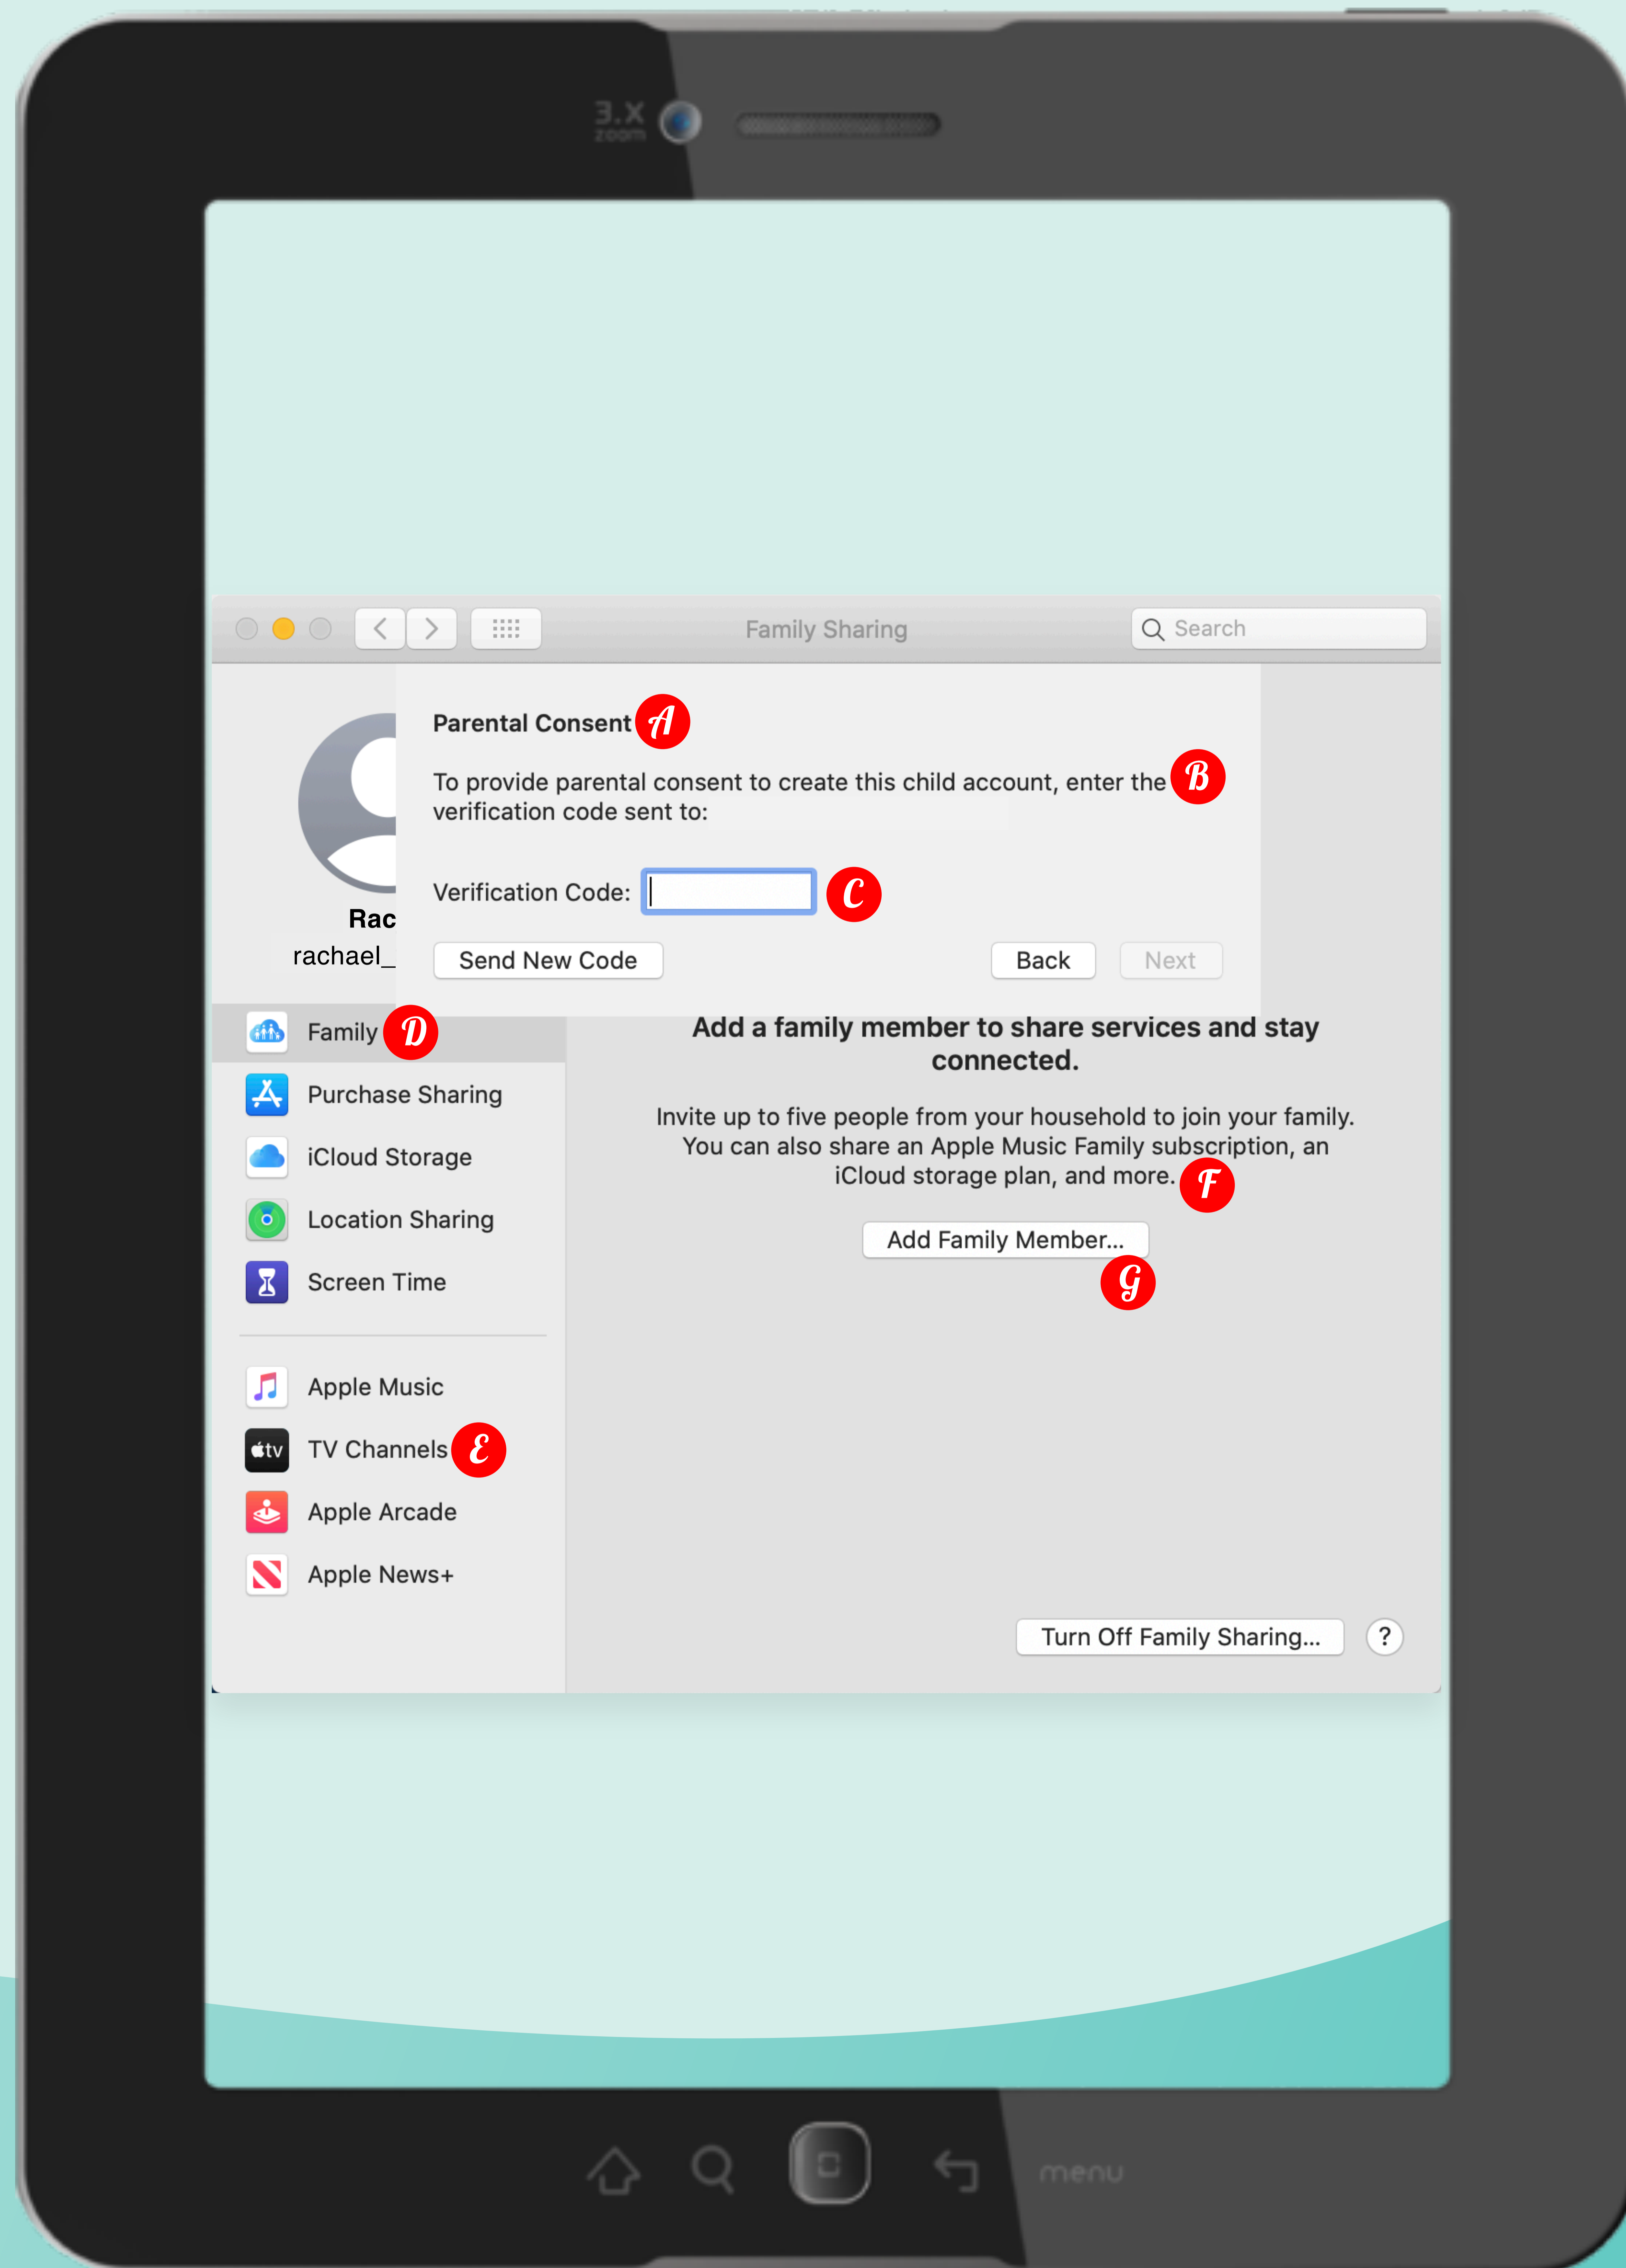 3.X
zoom
Family Sharing
Search
Parental Consent A
To provide parental consent to create this child account, enter the B
verification code sent to:
Verification Code: C
Send New Code
Back
Next
Rac
rachael_
Family D
Purchase Sharing
iCloud Storage
Location Sharing
Screen Time
Apple Music
tv
TV Channels E
Apple Arcade
Apple News+
Add a family member to share services and stay
connected.
Invite up to five people from your household to join your family.
You can also share an Apple Music Family subscription, an
iCloud storage plan, and more. F
Add Family Member...
G
Turn Off Family Sharing...
?
menu